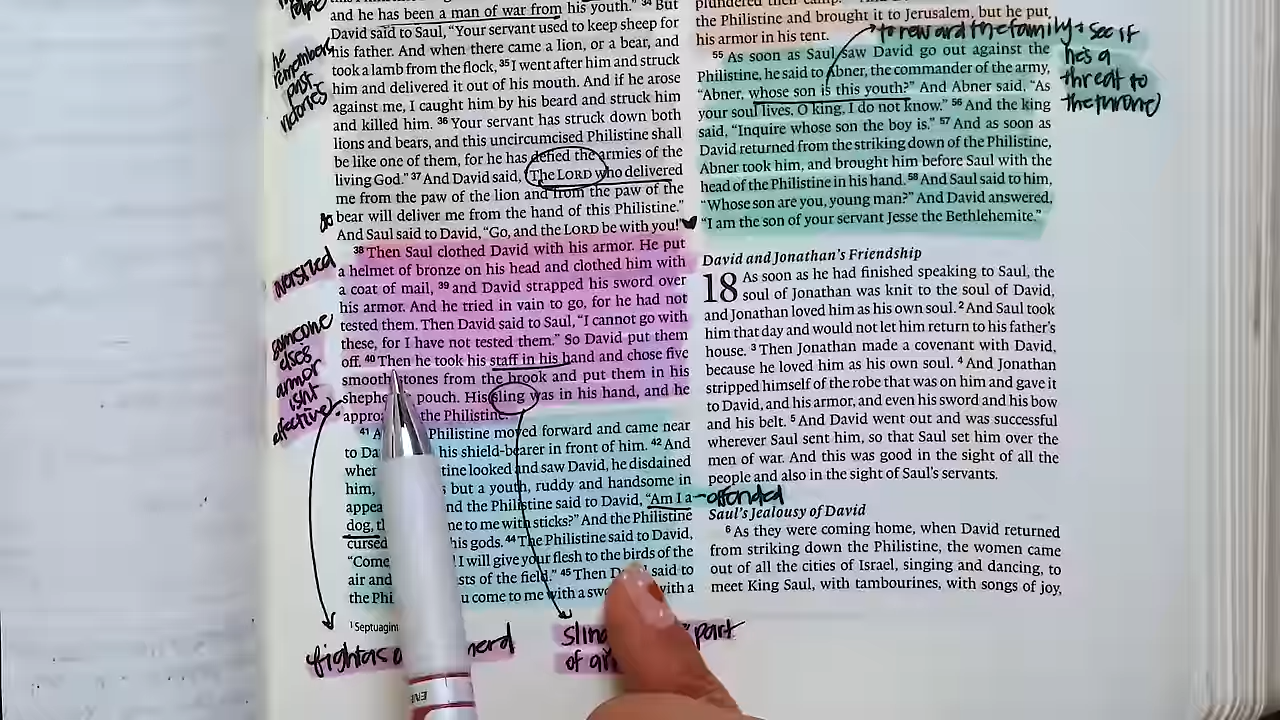 hope
he
remembers
past
victories
and he has been a man of war from his youth." 34 But
David said to Saul, "Your servant used to keep sheep for
his father. And when there came a lion, or a bear, and
took a lamb from the flock, 35 I went after him and struck
him and delivered it out of his mouth. And if he arose
against me, I caught him by his beard and struck him
and killed him. 36 Your servant has struck down both
lions and bears, and this uncircumcised Philistine shall
be like one of them, for he has defied the armies of the
living God." 37 And David said, "The LORD who delivered
me from the paw of the lion and from the paw of the
bear will deliver me from the hand of this Philistine."
And Saul said to David, "Go, and the LORD be with you!"
oversized
38 Then Saul clothed David with his armor. He put
a helmet of bronze on his head and clothed him with
a coat of mail, 39 and David strapped his sword over
his armor. And he tried in vain to go, for he had not
tested them. Then David said to Saul, "I cannot go with
these, for I have not tested them." So David put them
off. 40 Then he took his staff in his hand and chose five
smooth stones from the brook and put them in his
pouch. His sling was in his hand, and he
the Philistine.
someone
elses
armor
isnt
effective
41 Philistine moved forward and came near
to his shield-bearer in front of him. 42 And
looked and saw David, he disdained
him, but a youth, ruddy and handsome in
and the Philistine said to David, "Am I a
dog, me to me with sticks?" And the Philistine
cursed his gods. 44 The Philistine said to David,
"Come I will give your flesh to the birds of the
air and of the field." 45 Then said to
the come to me with a with a
offended
fight as a
part
of
plundered their camp.
the Philistine and brought it to Jerusalem, but he put
his armor in his tent.
to reward the family + see if
he's a
threat to
the throne
55 As soon as Saul saw David go out against the
Philistine, he said to Abner, the commander of the army,
"Abner, whose son is this youth?" And Abner said, "As
your soul lives, O king, I do not know." 56 And the king
said, "Inquire whose son the boy is." 57 And as soon as
David returned from the striking down of the Philistine,
Abner took him, and brought him before Saul with the
head of the Philistine in his hand. 58 And Saul said to him,
"Whose son are you, young man?" And David answered,
"I am the son of your servant Jesse the Bethlehemite."
David and Jonathan's Friendship
18 As soon as he had finished speaking to Saul, the
soul of Jonathan was knit to the soul of David,
and Jonathan loved him as his own soul. 2 And Saul took
him that day and would not let him return to his father's
house. 3 Then Jonathan made a covenant with David,
because he loved him as his own soul. 4 And Jonathan
stripped himself of the robe that was on him and gave it
to David, and his armor, and even his sword and his bow
and his belt. 5 And David went out and was successful
wherever Saul sent him, so that Saul set him over the
men of war. And this was good in the sight of all the
people and also in the sight of Saul's servants.
Saul's Jealousy of David
6 As they were coming home, when David returned
from striking down the Philistine, the women came
out of all the cities of Israel, singing and dancing, to
meet King Saul, with tambourines, with songs of joy,